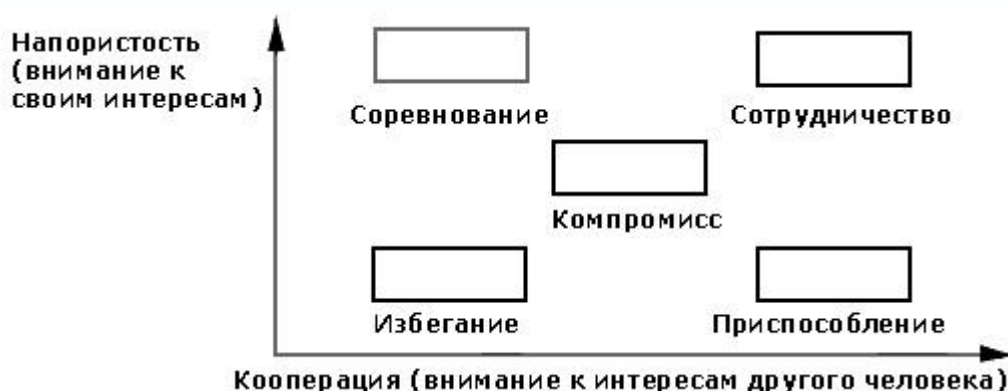 Напористость
(внимание к
своим интересам)
Соревнование
Сотрудничество
Компромисс
Избегание
Приспособление
Кооперация (внимание к интересам другого человека)